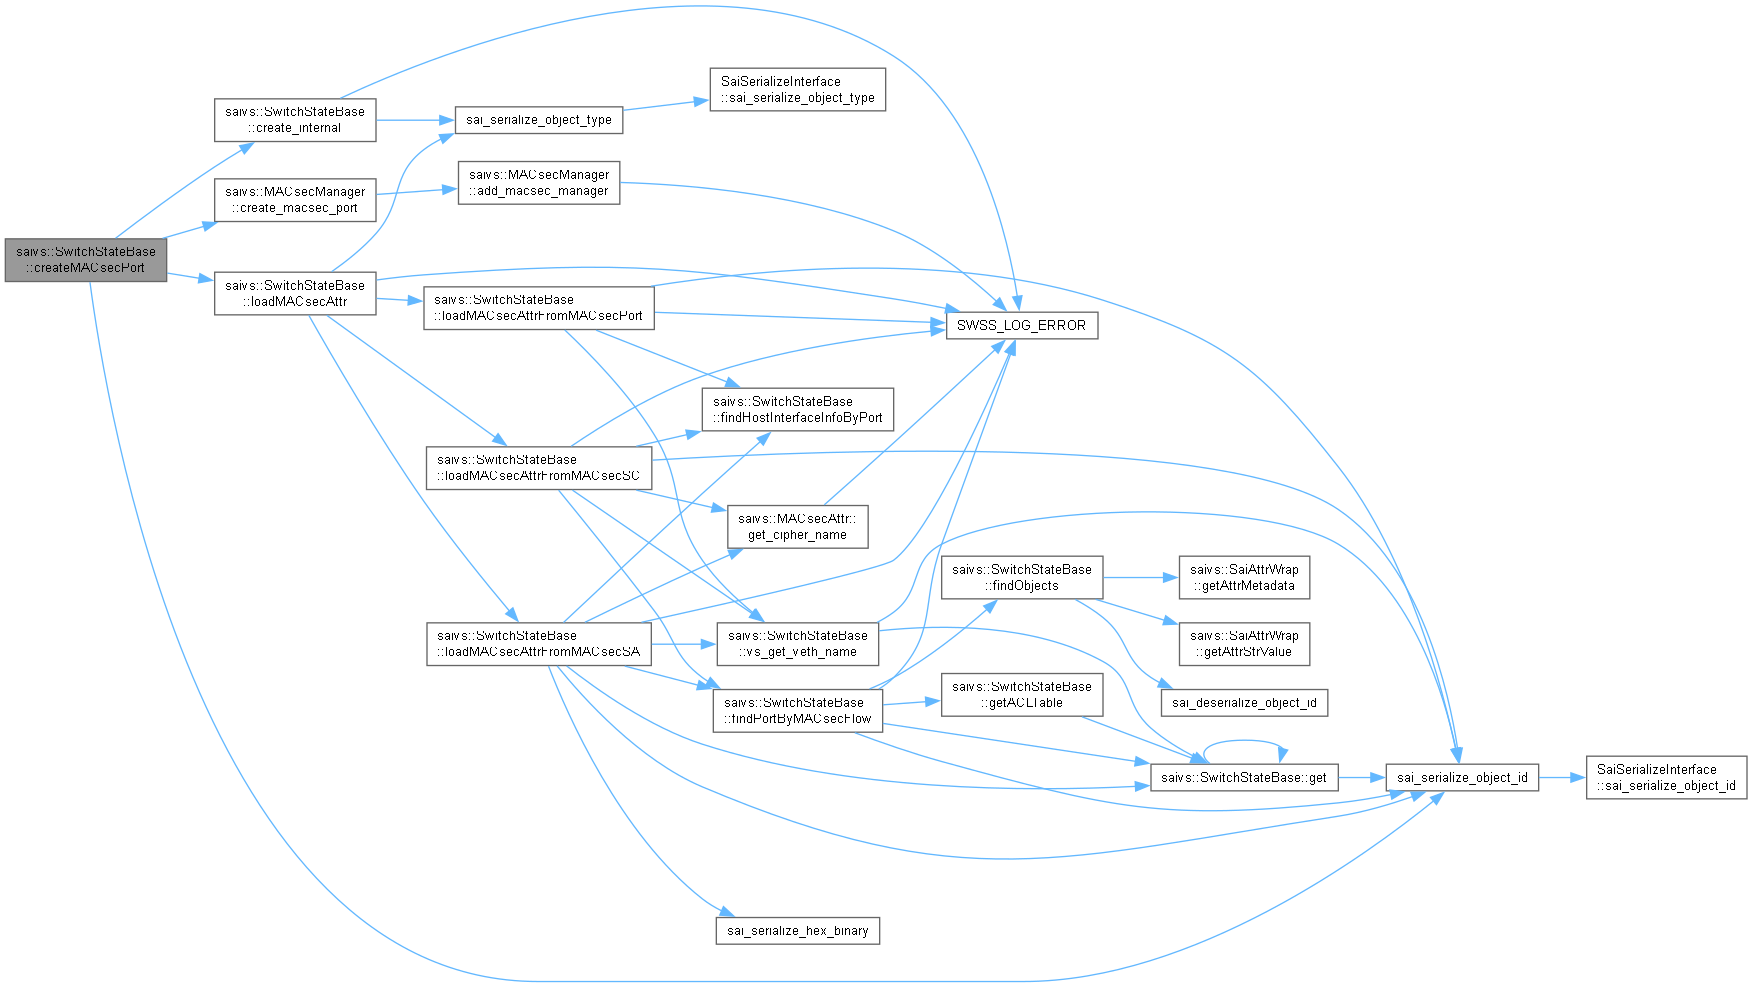 saivs::SwitchStateBase
::createMACsecPort
saivs::SwitchStateBase
::create_internal
saivs::MACsecManager
::create_macsec_port
saivs::SwitchStateBase
::loadMACsecAttr
sai_serialize_object_type
SaiSerializeInterface
::sai_serialize_object_type
saivs::MACsecManager
::add_macsec_manager
saivs::SwitchStateBase
::loadMACsecAttrFromMACsecPort
SWSS_LOG_ERROR
saivs::SwitchStateBase
::findHostInterfaceInfoByPort
saivs::SwitchStateBase
::loadMACsecAttrFromMACsecSC
saivs::MACsecAttr::
get_cipher_name
saivs::SwitchStateBase
::loadMACsecAttrFromMACsecSA
saivs::SwitchStateBase
::vs_get_veth_name
saivs::SwitchStateBase
::findPortByMACsecFlow
saivs::SwitchStateBase
::findObjects
saivs::SaiAttrWrap
::getAttrMetadata
saivs::SaiAttrWrap
::getAttrStrValue
sai_deserialize_object_id
saivs::SwitchStateBase
::getACLTable
saivs::SwitchStateBase::get
sai_serialize_object_id
SaiSerializeInterface
::sai_serialize_object_id
sai_serialize_hex_binary